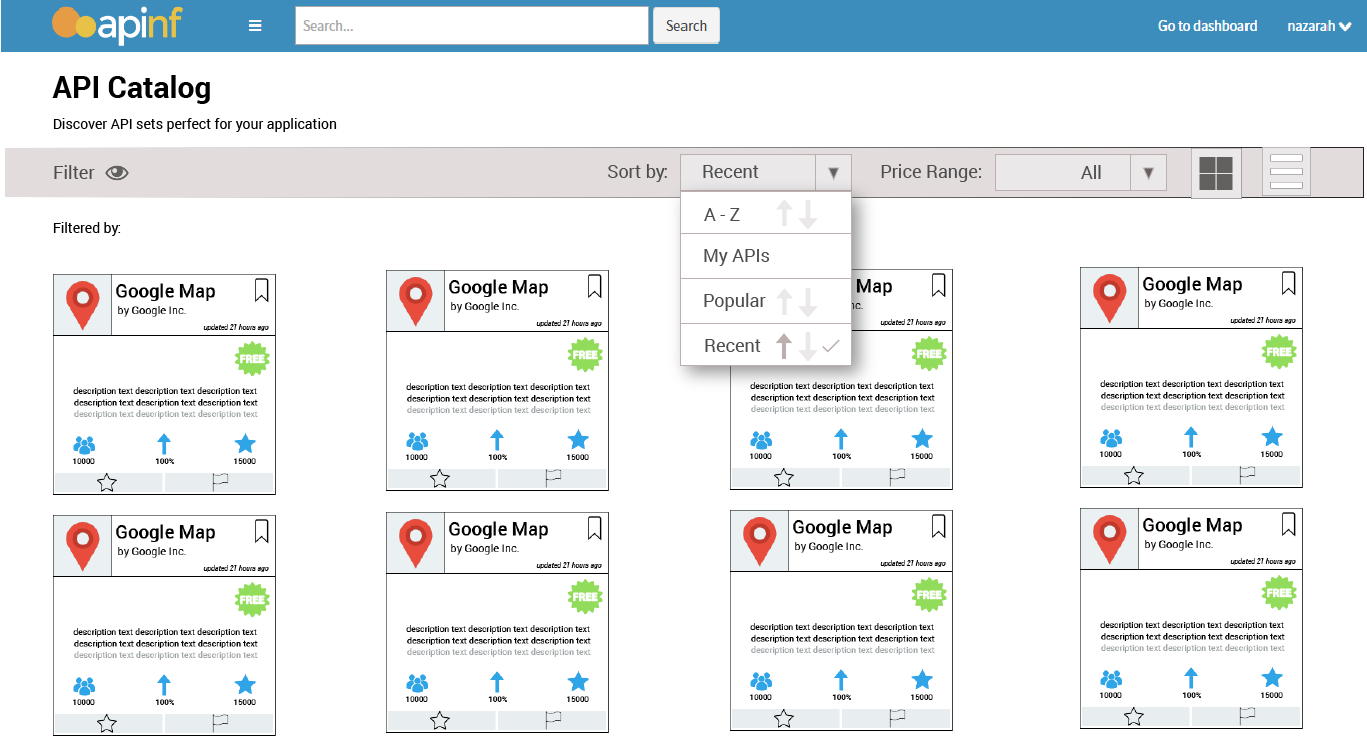 apinf
Search...
Search
Go to dashboard
nazarah
API Catalog
Discover API sets perfect for your application
Filter
Sort by:
Recent
Price Range:
All
A - Z
My APIs
Popular
Recent
Filtered by:
Google Map
by Google Inc.
updated 21 hours ago
FREE
description text description text description text
description text description text description text
description text description text description text
10000
100%
15000
Google Map
by Google Inc.
updated 21 hours ago
FREE
description text description text description text
description text description text description text
description text description text description text
10000
100%
15000
Map
nc.
updated 21 hours ago
FREE
description text description text description text
description text description text description text
description text description text description text
10000
100%
15000
Google Map
by Google Inc.
updated 21 hours ago
FREE
description text description text description text
description text description text description text
description text description text description text
10000
100%
15000
Google Map
by Google Inc.
updated 21 hours ago
FREE
description text description text description text
description text description text description text
description text description text description text
10000
100%
15000
Google Map
by Google Inc.
updated 21 hours ago
FREE
description text description text description text
description text description text description text
description text description text description text
10000
100%
15000
Google Map
by Google Inc.
updated 21 hours ago
FREE
description text description text description text
description text description text description text
description text description text description text
10000
100%
15000
Google Map
by Google Inc.
updated 21 hours ago
FREE
description text description text description text
description text description text description text
description text description text description text
10000
100%
15000